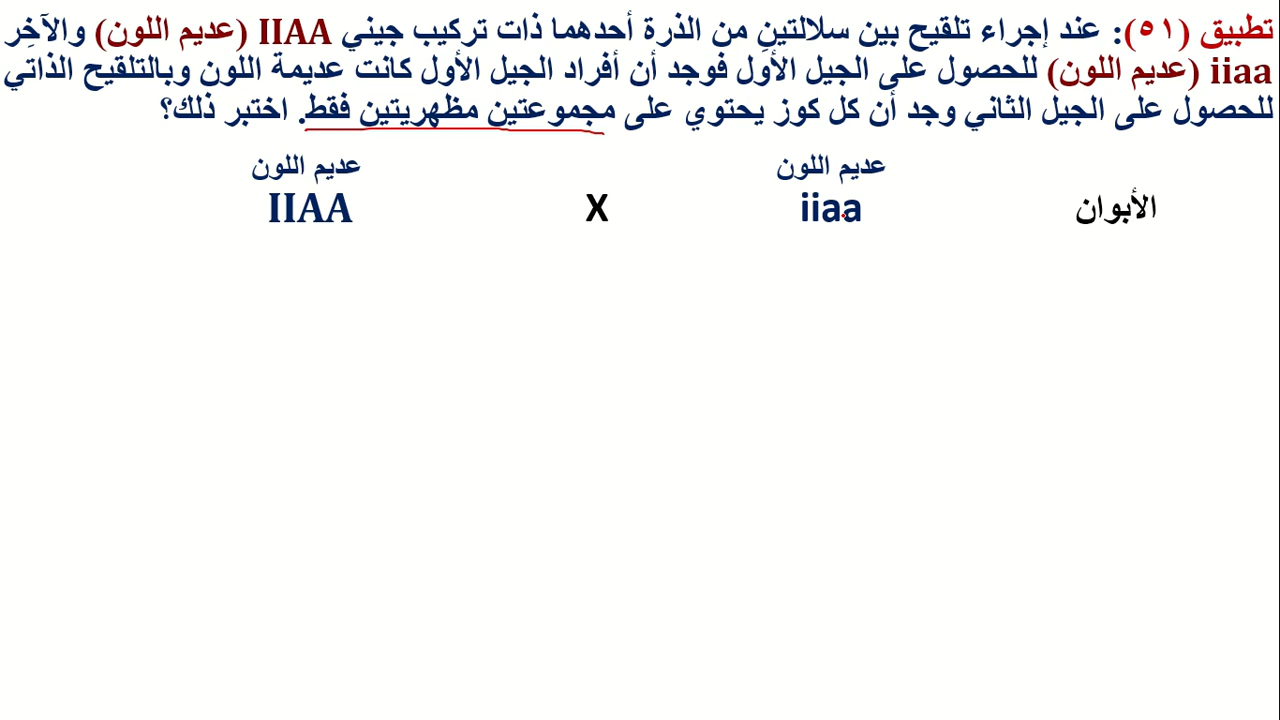 تطبيق (٥١): عند إجراء تلقيح بين سلالتينِ من الذرة أحدهما ذات تركيب جيني IIAA (عديم اللون) والآخِر
iiaa (عديم اللون) للحصول على الجيل الأول فوجد أن أفراد الجيل الأول كانت عديمة اللون وبالتلقيح الذاتي
للحصول على الجيل الثاني وجد أن كل كوز يحتوي على مجموعتين مظهريتين فقط. اختبر ذلك؟
عديم اللون عديم اللون
الأبوان iiaa X IIAA